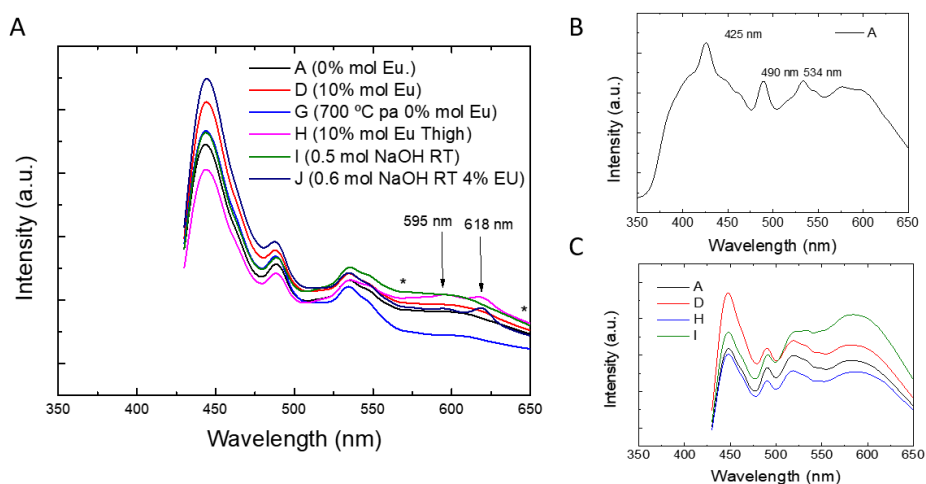 A
A (0% mol Eu.)
D (10% mol Eu)
G (700 ºC pa 0% mol Eu)
H (10% mol Eu Thigh)
I (0.5 mol NaOH RT)
J (0.6 mol NaOH RT 4% EU)
595 nm
618 nm
*
*
Intensity (a.u.)
350 400 450 500 550 600 650
Wavelength (nm)
B
425 nm
A
490 nm 534 nm
Intensity (a.u.)
350 400 450 500 550 600 650
Wavelength (nm)
C
A
D
H
I
Intensity (a.u.)
350 400 450 500 550 600 650
Wavelength (nm)